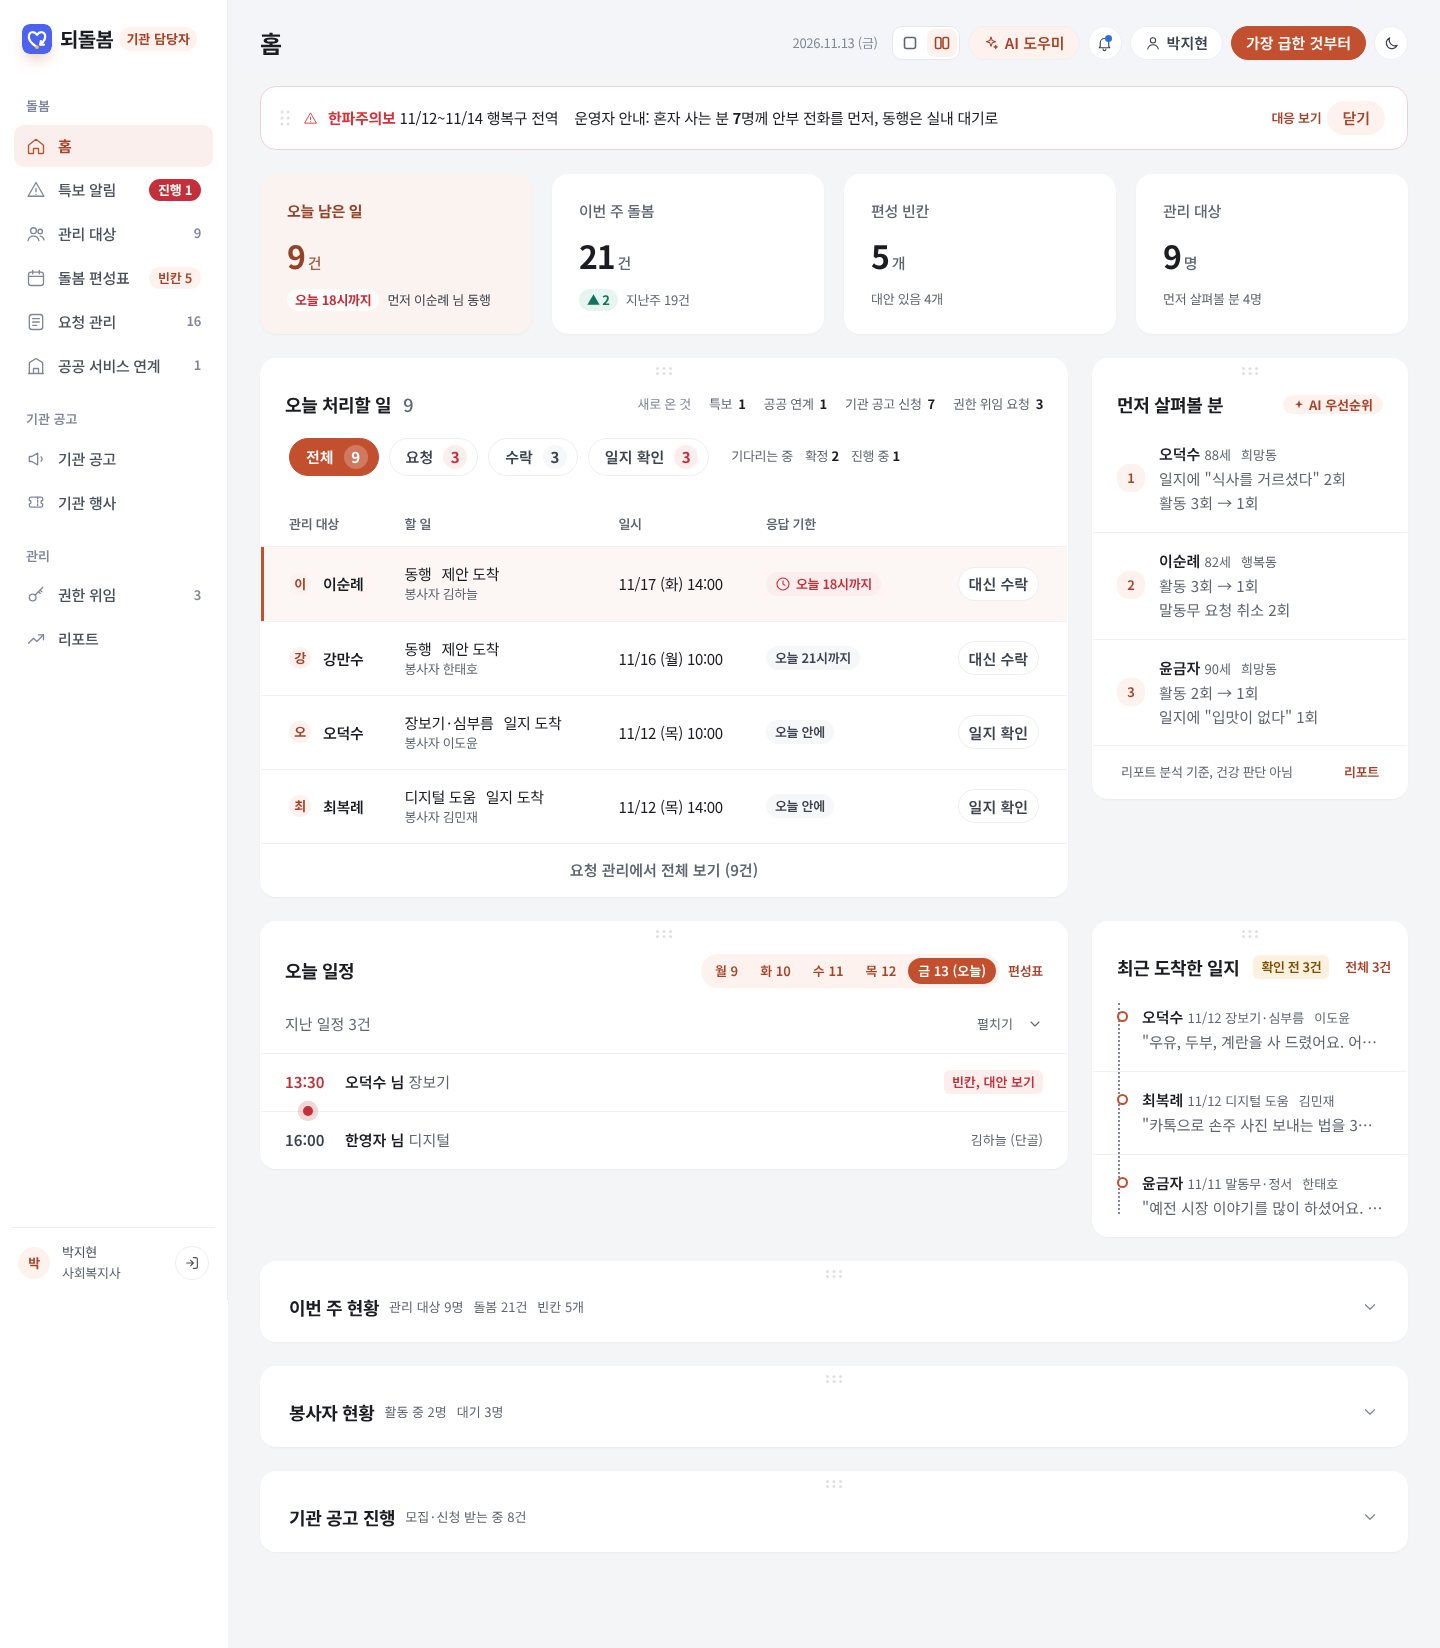 되돌봄 기관 담당자
돌봄
홈
특보 알림 진행 1
관리 대상 9
돌봄 편성표 빈칸 5
요청 관리 16
공공 서비스 연계 1
기관 공고
기관 공고
기관 행사
관리
권한 위임 3
리포트
박 박지현
사회복지사
홈
2026.11.13 (금) AI 도우미 박지현 가장 급한 것부터
한파주의보 11/12~11/14 행복구 전역 운영자 안내: 혼자 사는 분 7명께 안부 전화를 먼저, 동행은 실내 대기로 대응 보기 닫기
오늘 남은 일
9건
오늘 18시까지 먼저 이순례 님 동행
이번 주 돌봄
21건
▲2 지난주 19건
편성 빈칸
5개
대안 있음 4개
관리 대상
9명
먼저 살펴볼 분 4명
오늘 처리할 일 9 새로 온 것 특보 1 공공 연계 1 기관 공고 신청 7 권한 위임 요청 3
전체 9 요청 3 수락 3 일지 확인 3 기다리는 중 확정 2 진행 중 1
관리 대상 할 일 일시 응답 기한
이 이순례 동행 제안 도착 11/17 (화) 14:00 오늘 18시까지 대신 수락
봉사자 김하늘
강 강만수 동행 제안 도착 11/16 (월) 10:00 오늘 21시까지 대신 수락
봉사자 한태호
오 오덕수 장보기·심부름 일지 도착 11/12 (목) 10:00 오늘 안에 일지 확인
봉사자 이도윤
최 최복례 디지털 도움 일지 도착 11/12 (목) 14:00 오늘 안에 일지 확인
봉사자 김민재
요청 관리에서 전체 보기 (9건)
먼저 살펴볼 분 AI 우선순위
1 오덕수 88세 희망동
일지에 "식사를 거르셨다" 2회
활동 3회 → 1회
2 이순례 82세 행복동
활동 3회 → 1회
말동무 요청 취소 2회
3 윤금자 90세 희망동
활동 2회 → 1회
일지에 "입맛이 없다" 1회
리포트 분석 기준, 건강 판단 아님 리포트
오늘 일정 월 9 화 10 수 11 목 12 금 13 (오늘) 편성표
지난 일정 3건 펼치기
13:30 오덕수 님 장보기 빈칸, 대안 보기
16:00 한영자 님 디지털 김하늘 (단골)
최근 도착한 일지 확인 전 3건 전체 3건
오덕수 11/12 장보기·심부름 이도윤
"우유, 두부, 계란을 사 드렸어요. 어…
최복례 11/12 디지털 도움 김민재
"카톡으로 손주 사진 보내는 법을 3…
윤금자 11/11 말동무·정서 한태호
"예전 시장 이야기를 많이 하셨어요. …
이번 주 현황 관리 대상 9명 돌봄 21건 빈칸 5개
봉사자 현황 활동 중 2명 대기 3명
기관 공고 진행 모집·신청 받는 중 8건